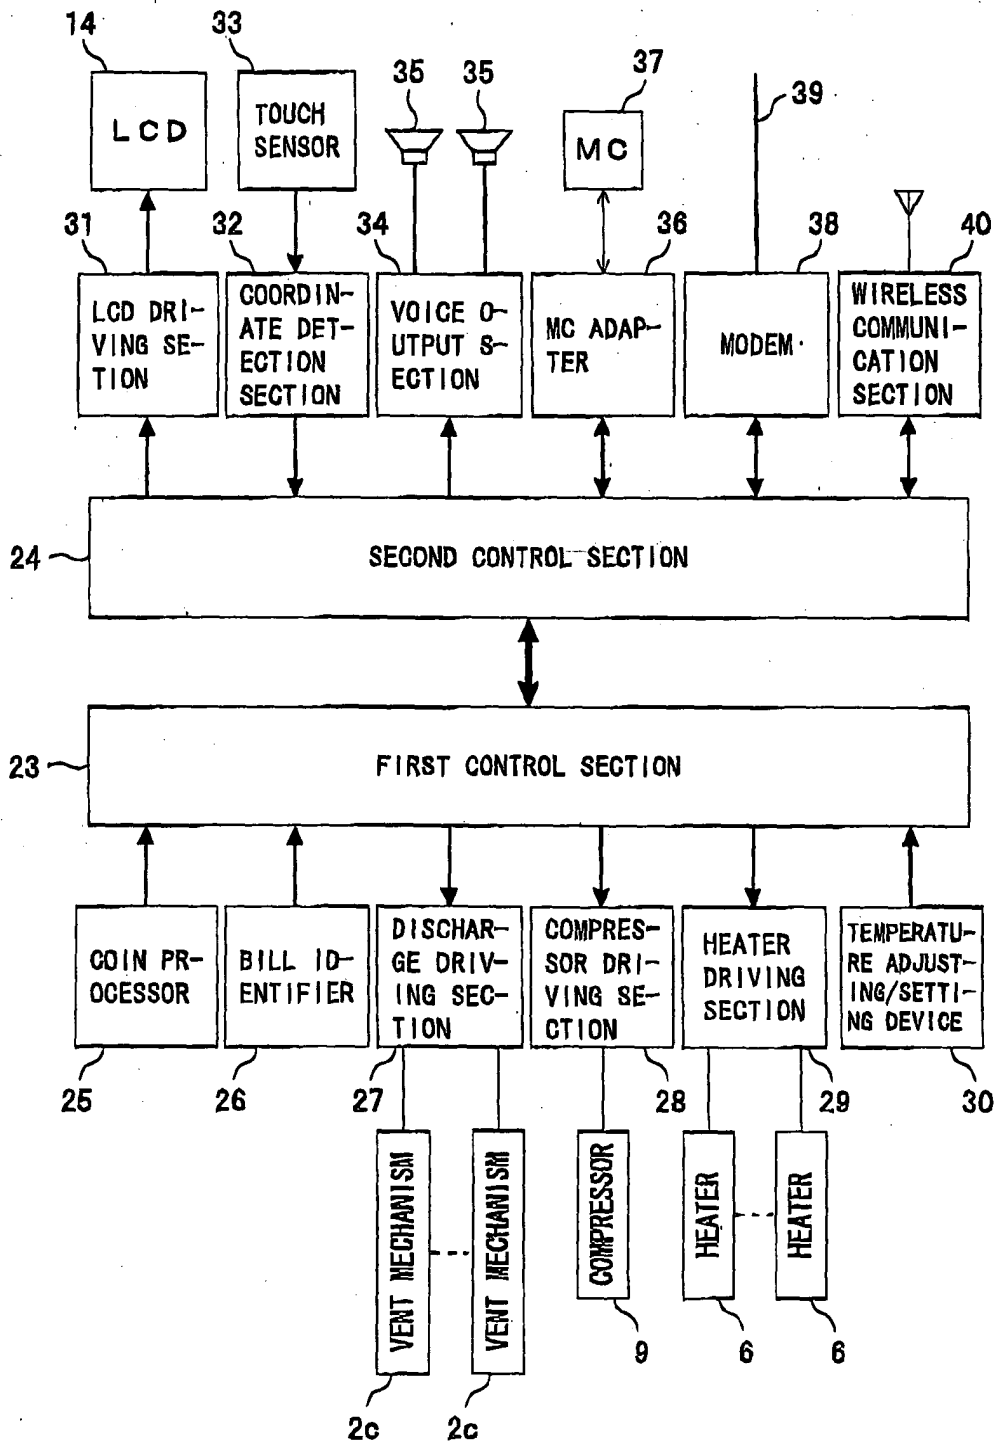 14
33
35
35
37
39
LCD
TOUCH
SENSOR
MC
31
32
34
36
38
40
LCD DRI-
VING SE-
TION
COORDIN-
ATE DET-
ECTION
SECTION
VOICE O-
UTPUT S-
ECTION
MC ADAP-
TER
MODEM
WIRELESS
COMMUNI-
CATION
SECTION
24
SECOND CONTROL SECTION
23
FIRST CONTROL SECTION
COIN PR-
OCESSOR
BILL ID-
ENTIFIER
DISCHAR-
GE DRIV-
ING SEC-
TION
COMPRES-
SOR DRI-
VING SE-
CTION
HEATER
DRIVING
SECTION
TEMPERATU-
RE ADJUST-
ING/SETTI-
NG DEVICE
25
26
27
28
29
30
VENT MECHANISM
VENT MECHANISM
COMPRESSOR
HEATER
HEATER
2c
2c
9
6
6